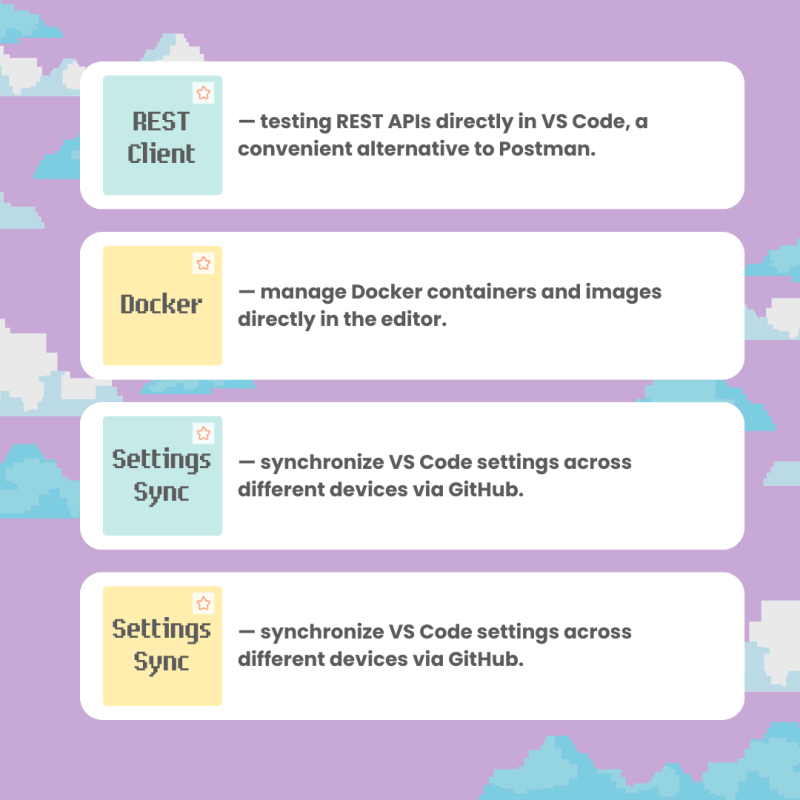 REST
Client
— testing REST APIs directly in VS Code, a
convenient alternative to Postman.
Docker
— manage Docker containers and images
directly in the editor.
Settings
Sync
— synchronize VS Code settings across
different devices via GitHub.
Settings
Sync
— synchronize VS Code settings across
different devices via GitHub.